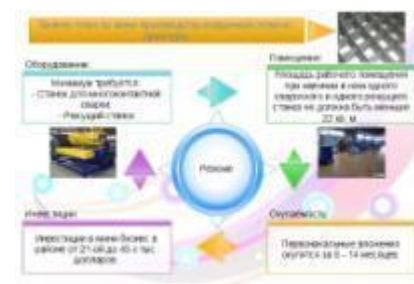 Оборудование:
Минимум требуется:
- Станок для многоконтактной
сварки
- Режущий станок
Помещение:
Площадь рабочего помещения
при наличии в нем одного
сварочного и одного режущего
станка не должна быть меньше
22 кв. м.
Резюме
Инвестиции:
Инвестиции в мини-бизнес в
районе от 21-ой до 45-х тыс.
долларов
Окупаемость:
Первоначальные вложения
окупятся за 8 – 14 месяцев